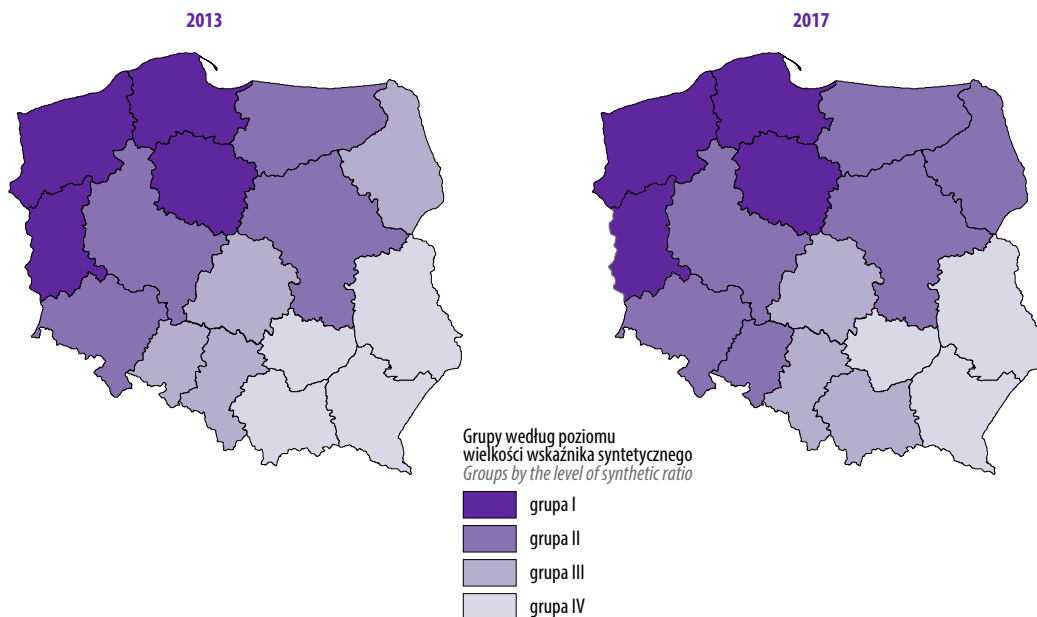 2013
2017
Grupy według poziomu
wielkości wskaźnika syntetycznego
Groups by the level of synthetic ratio
grupa I
grupa II
grupa III
grupa IV